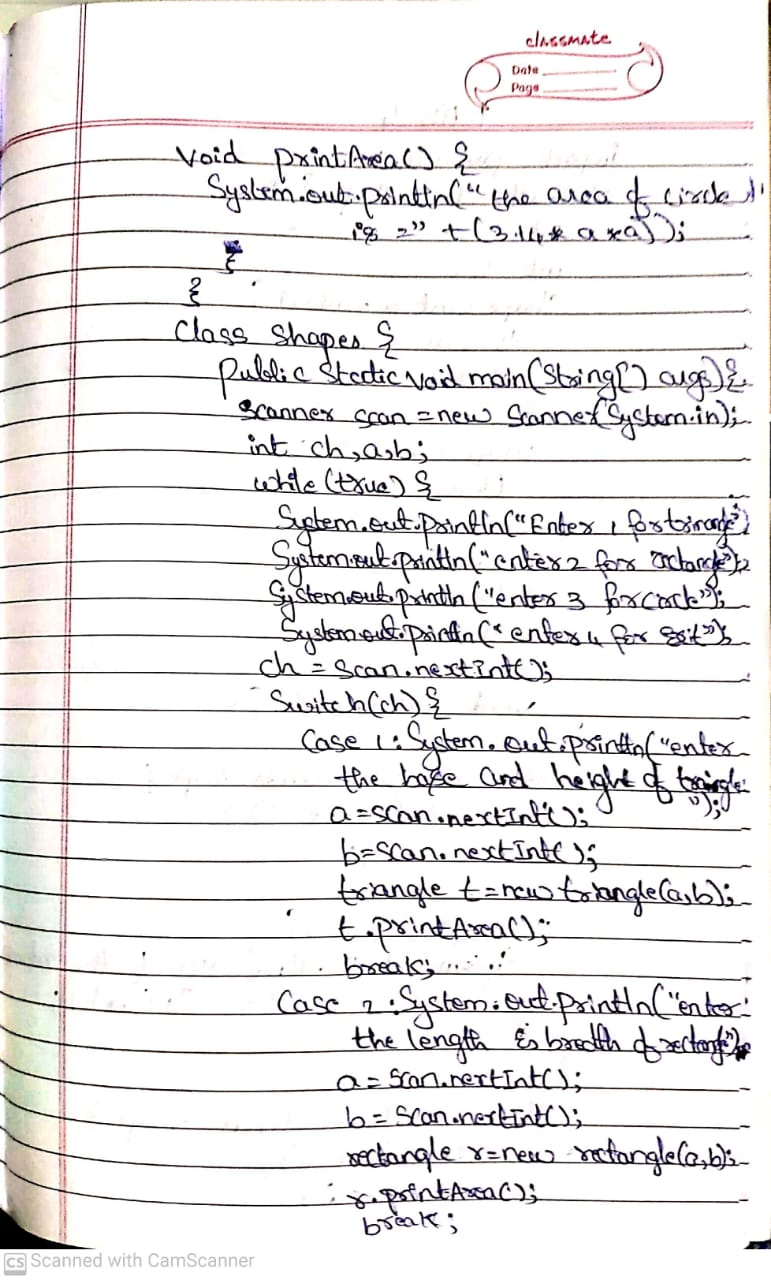 classmate
Date
Page
void printArea() {
System.out.println("the area of circle
is =" + (3.14 * a * a));
}
}
Class Shapes {
Public Static void main(String[] args) {
Scanner scan = new Scanner(System.in);
int ch,a,b;
while (true) {
System.out.println("Enter 1 for triangle");
System.out.println("enter 2 for rectangle");
System.out.println("enter 3 for circle");
System.out.println("enter 4 for exit");
ch = Scan.nextInt();
Switch(ch) {
Case 1: System.out.println("enter
the base and height of traingle
");
a = scan.nextInt();
b = Scan.nextInt();
triangle t = new triangle(a,b);
t.printArea();
break;
Case 2: System.out.println("enter
the length & breadth of rectangle");
a = Scan.nextInt();
b = Scan.nextInt();
rectangle r = new rectangle(a,b);
r.printArea();
break;
CS Scanned with CamScanner